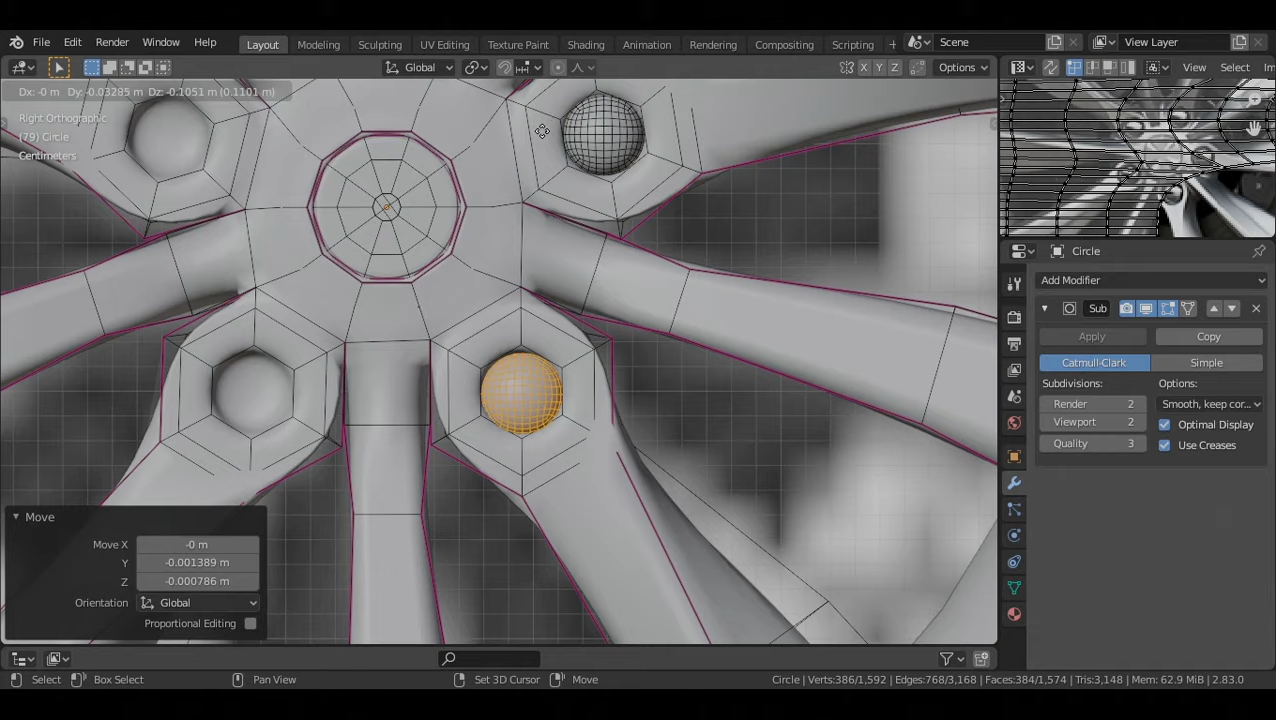 File Edit Render Window Help Layout Modeling Sculpting UV Editing Texture Paint Shading Animation Rendering Compositing Scripting + Scene View Layer
Global X Y Z Options View Select Im
Dx: -0 m Dy: -0.03285 m Dz: -0.1051 m (0.1101 m)
Right Orthographic
(79) Circle
Centimeters
Circle
Add Modifier
Sub
Apply Copy
Catmull-Clark Simple
Subdivisions: Options:
Render 2 Smooth, keep cor...
Viewport 2 Optimal Display
Quality 3 Use Creases
Move
Move X -0 m
Y -0.001389 m
Z -0.000786 m
Orientation Global
Proportional Editing
Select Box Select Pan View Set 3D Cursor Move Circle | Verts:386/1,592 | Edges:768/3,168 | Faces:384/1,574 | Tris:3,148 | Mem: 62.9 MiB | 2.83.0